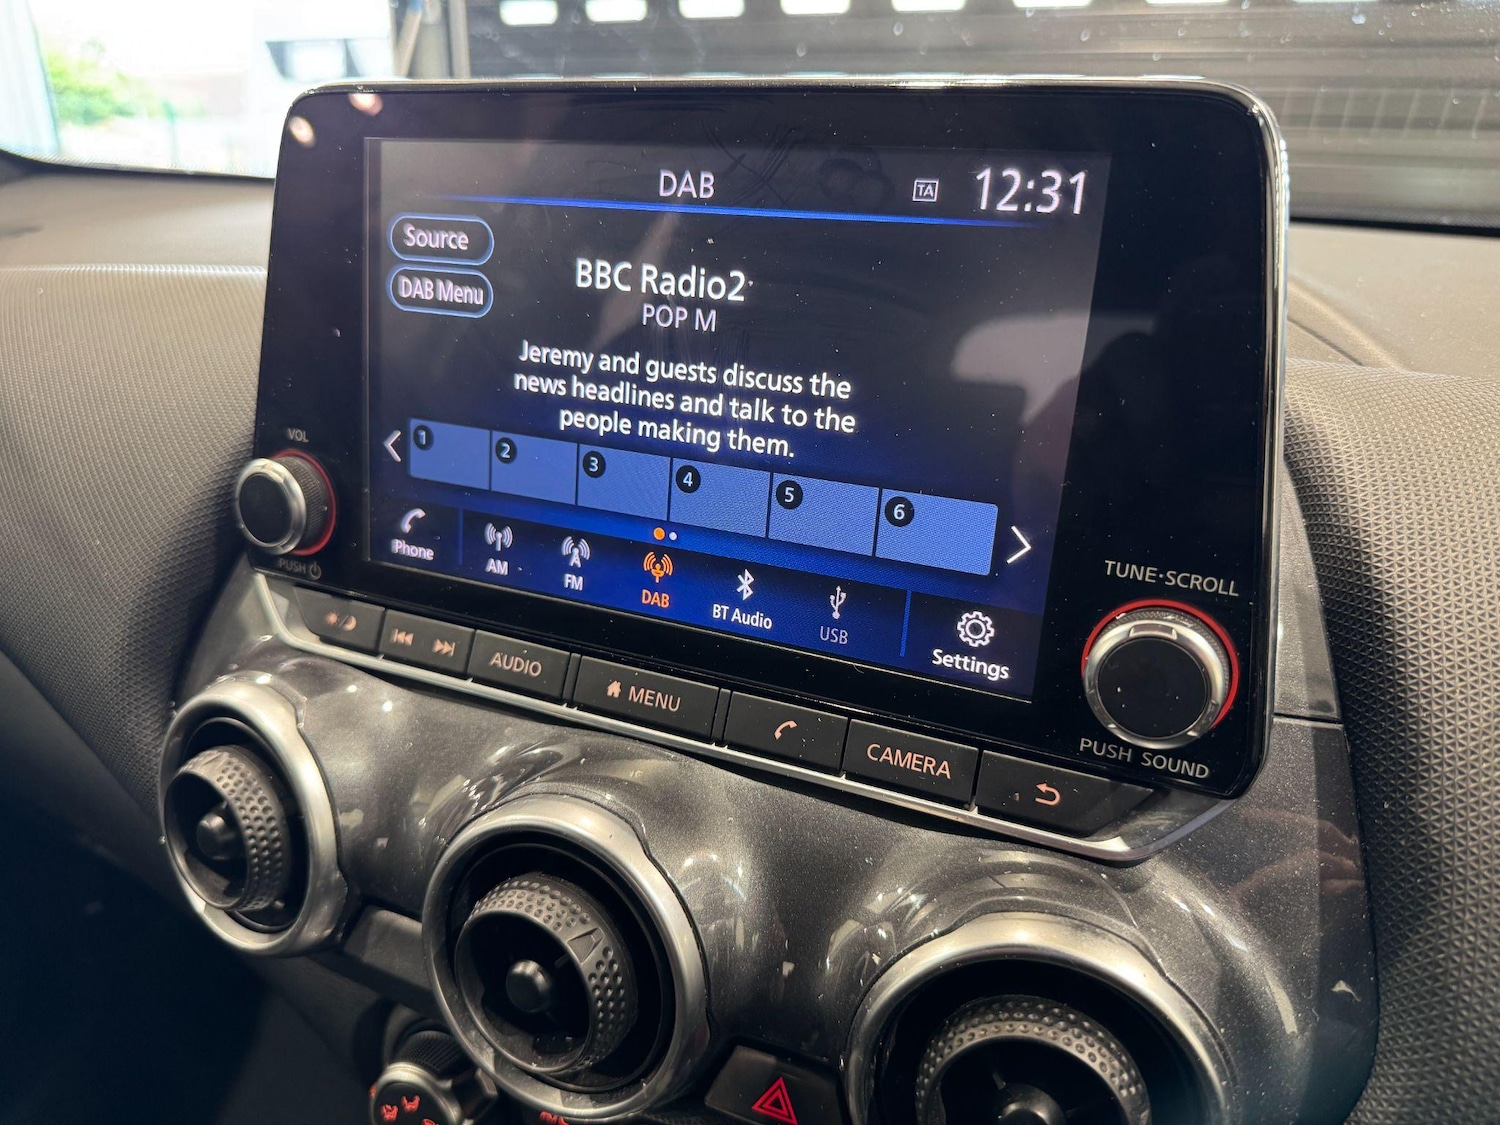 DAB
TA
12:31
Source
DAB Menu
BBC Radio2
POP M
Jeremy and guests discuss the
news headlines and talk to the
people making them.
1 2 3 4 5 6
Phone
AM
FM
DAB
BT Audio
USB
Settings
VOL
PUSH
TUNE·SCROLL
PUSH SOUND
AUDIO
MENU
CAMERA